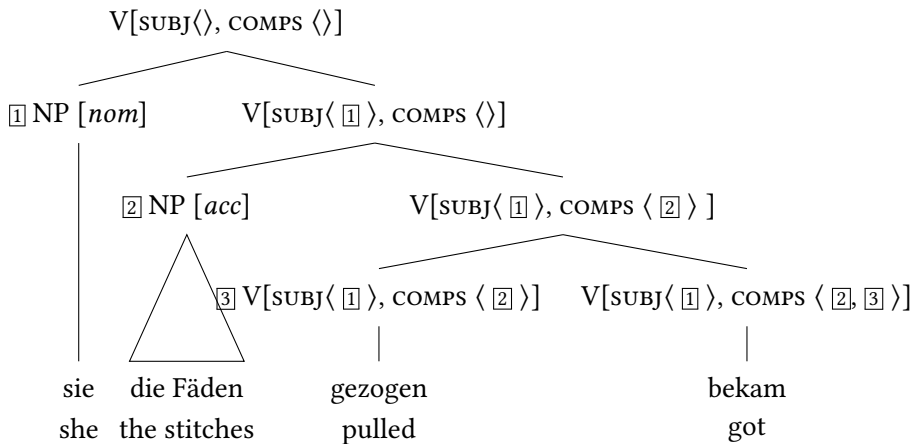 V[SUBJ⟨⟩, COMPS ⟨⟩]
1 NP [nom] V[SUBJ⟨ 1 ⟩, COMPS ⟨⟩]
2 NP [acc] V[SUBJ⟨ 1 ⟩, COMPS ⟨ 2 ⟩ ]
3 V[SUBJ⟨ 1 ⟩, COMPS ⟨ 2 ⟩] V[SUBJ⟨ 1 ⟩, COMPS ⟨ 2, 3 ⟩]
sie die Fäden gezogen bekam
she the stitches pulled got